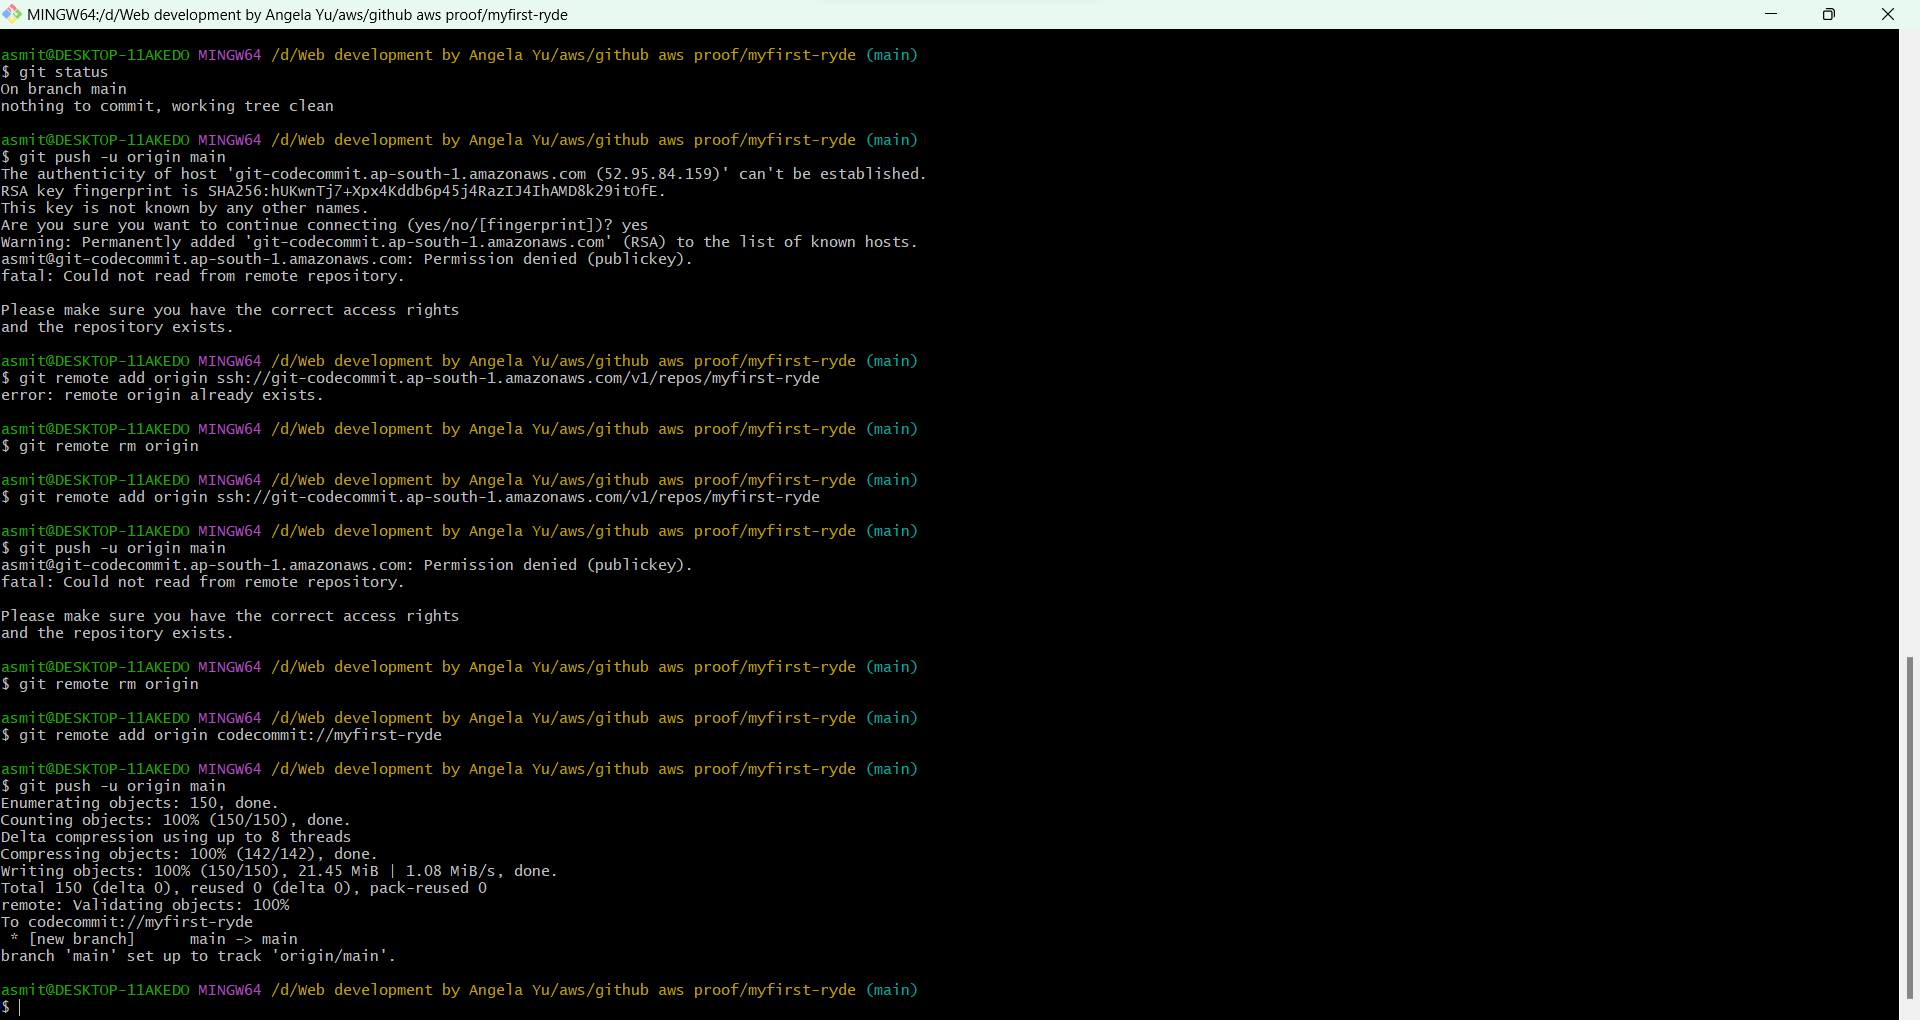 MINGW64:/d/Web development by Angela Yu/aws/github aws proof/myfirst-ryde
asmit@DESKTOP-11AKEDO MINGW64 /d/Web development by Angela Yu/aws/github aws proof/myfirst-ryde (main)
$ git status
On branch main
nothing to commit, working tree clean
asmit@DESKTOP-11AKEDO MINGW64 /d/Web development by Angela Yu/aws/github aws proof/myfirst-ryde (main)
$ git push -u origin main
The authenticity of host 'git-codecommit.ap-south-1.amazonaws.com (52.95.84.159)' can't be established.
RSA key fingerprint is SHA256:hUKwnTj7+Xpx4Kddb6p45j4RazIJ4IhAMD8k29itOfE.
This key is not known by any other names.
Are you sure you want to continue connecting (yes/no/[fingerprint])? yes
Warning: Permanently added 'git-codecommit.ap-south-1.amazonaws.com' (RSA) to the list of known hosts.
asmit@git-codecommit.ap-south-1.amazonaws.com: Permission denied (publickey).
fatal: Could not read from remote repository.
Please make sure you have the correct access rights
and the repository exists.
asmit@DESKTOP-11AKEDO MINGW64 /d/Web development by Angela Yu/aws/github aws proof/myfirst-ryde (main)
$ git remote add origin ssh://git-codecommit.ap-south-1.amazonaws.com/v1/repos/myfirst-ryde
error: remote origin already exists.
asmit@DESKTOP-11AKEDO MINGW64 /d/Web development by Angela Yu/aws/github aws proof/myfirst-ryde (main)
$ git remote rm origin
asmit@DESKTOP-11AKEDO MINGW64 /d/Web development by Angela Yu/aws/github aws proof/myfirst-ryde (main)
$ git remote add origin ssh://git-codecommit.ap-south-1.amazonaws.com/v1/repos/myfirst-ryde
asmit@DESKTOP-11AKEDO MINGW64 /d/Web development by Angela Yu/aws/github aws proof/myfirst-ryde (main)
$ git push -u origin main
asmit@git-codecommit.ap-south-1.amazonaws.com: Permission denied (publickey).
fatal: Could not read from remote repository.
Please make sure you have the correct access rights
and the repository exists.
asmit@DESKTOP-11AKEDO MINGW64 /d/Web development by Angela Yu/aws/github aws proof/myfirst-ryde (main)
$ git remote rm origin
asmit@DESKTOP-11AKEDO MINGW64 /d/Web development by Angela Yu/aws/github aws proof/myfirst-ryde (main)
$ git remote add origin codecommit://myfirst-ryde
asmit@DESKTOP-11AKEDO MINGW64 /d/Web development by Angela Yu/aws/github aws proof/myfirst-ryde (main)
$ git push -u origin main
Enumerating objects: 150, done.
Counting objects: 100% (150/150), done.
Delta compression using up to 8 threads
Compressing objects: 100% (142/142), done.
Writing objects: 100% (150/150), 21.45 MiB | 1.08 MiB/s, done.
Total 150 (delta 0), reused 0 (delta 0), pack-reused 0
remote: Validating objects: 100%
To codecommit://myfirst-ryde
 * [new branch]      main -> main
branch 'main' set up to track 'origin/main'.
asmit@DESKTOP-11AKEDO MINGW64 /d/Web development by Angela Yu/aws/github aws proof/myfirst-ryde (main)
$